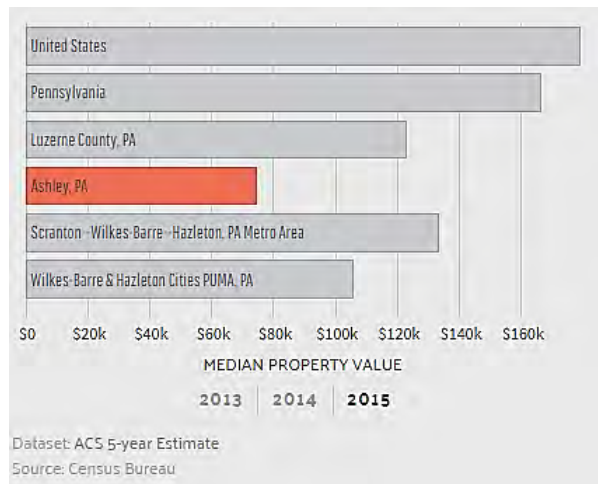 United States
Pennsylvania
Luzerne County, PA
Ashley, PA
Scranton--Wilkes-Barre--Hazleton, PA Metro Area
Wilkes-Barre & Hazleton Cities PUMA, PA
$0 $20k $40k $60k $80k $100k $120k $140k $160k
MEDIAN PROPERTY VALUE
2013 2014 2015
Dataset: ACS 5-year Estimate
Source: Census Bureau